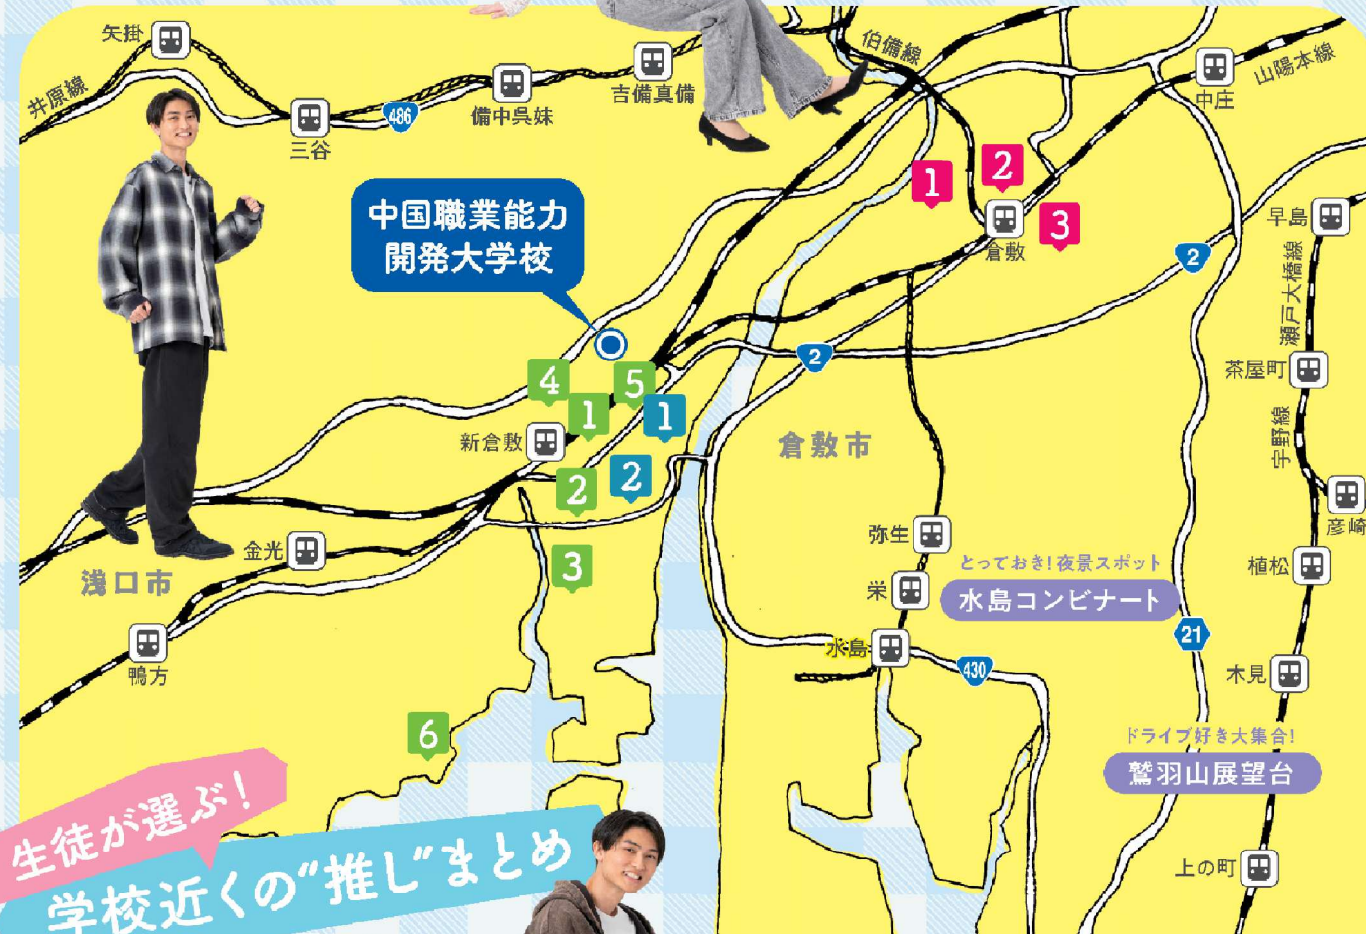 矢掛
井原線
三谷
486
備中呉妹
吉備真備
伯備線
中庄
山陽本線
中国職業能力
開発大学校
1
2
3
倉敷
早島
2
瀬戸大橋線
2
茶屋町
宇野線
4
5
1
1
新倉敷
倉敷市
2
2
彦崎
弥生
とっておき!夜景スポット
水島コンビナート
栄
植松
金光
浅口市
3
21
水島
430
木見
鴨方
6
ドライブ好き大集合!
鷲羽山展望台
上の町
生徒が選ぶ!
学校近くの"推し"まとめ